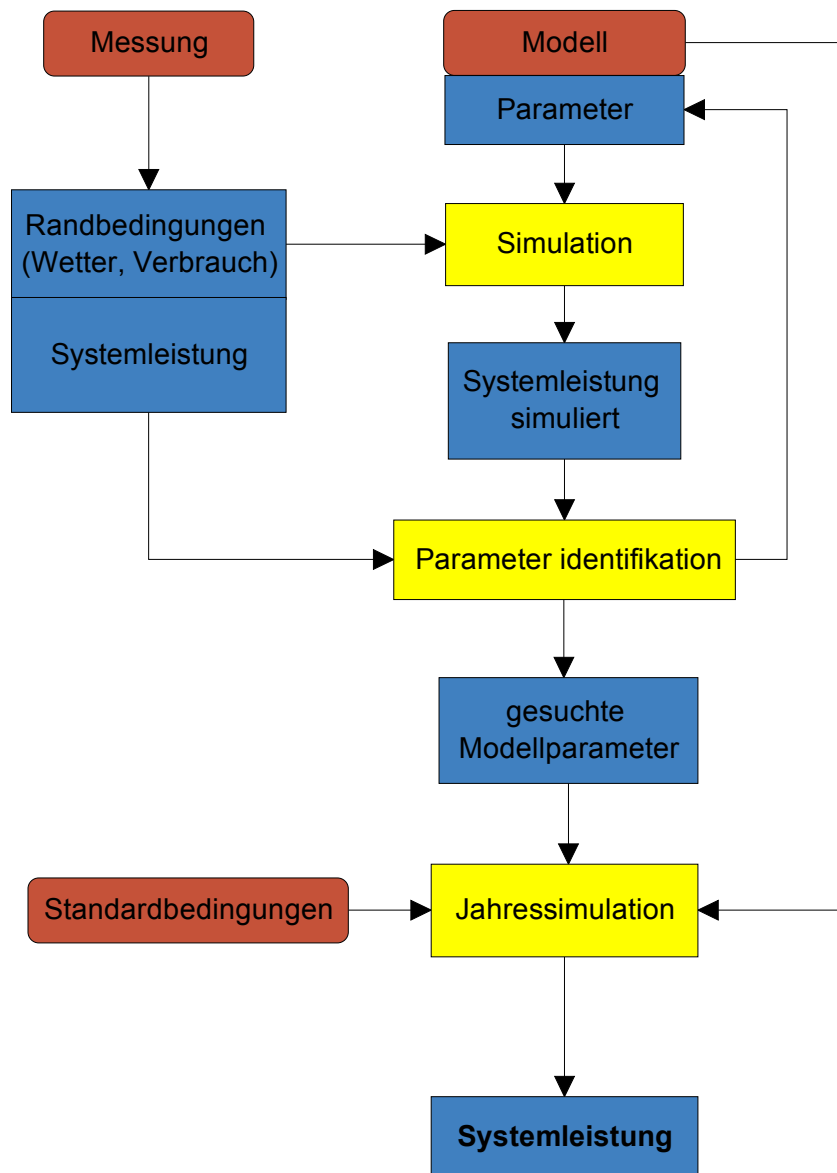 Messung
Modell
Parameter
Randbedingungen
(Wetter, Verbrauch)
Simulation
Systemleistung
Systemleistung
simuliert
Parameter identifikation
gesuchte
Modellparameter
Standardbedingungen
Jahressimulation
Systemleistung